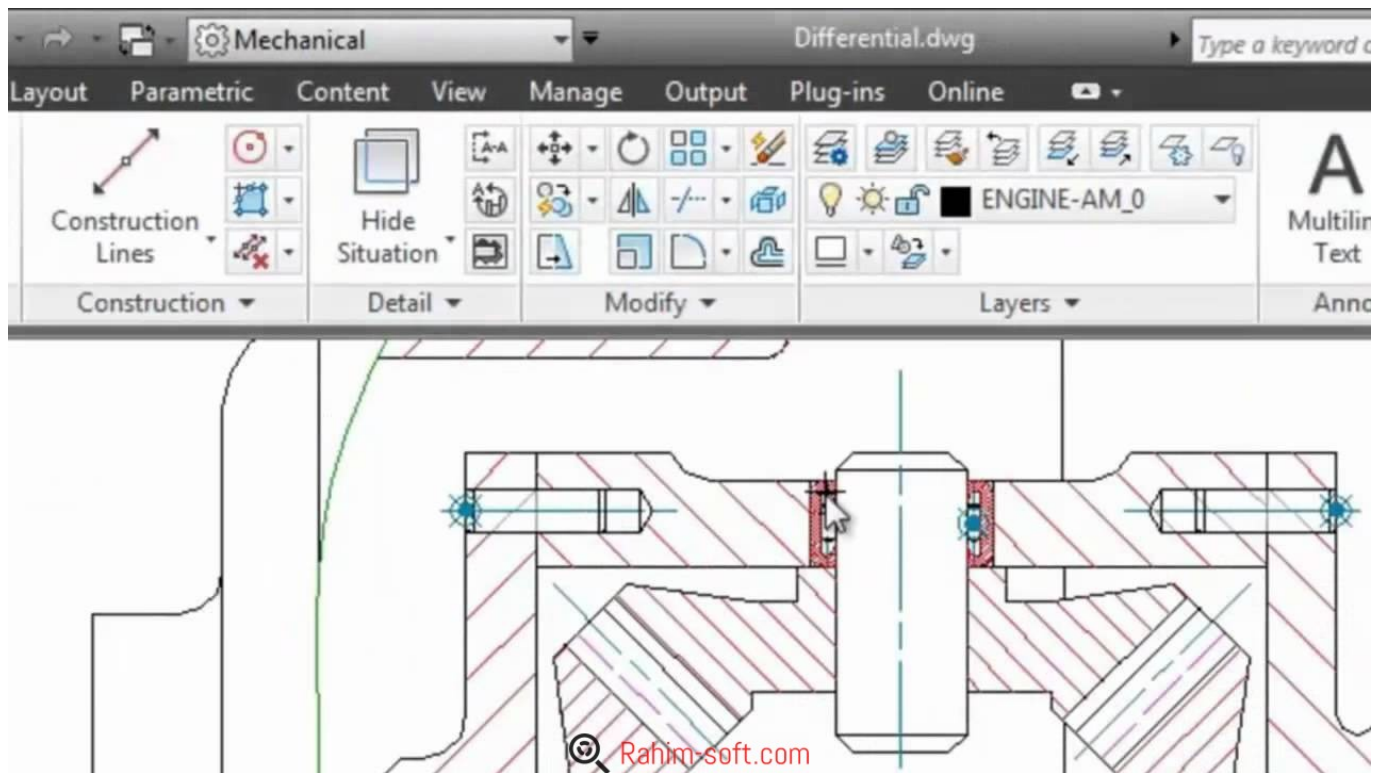 Mechanical
Differential.dwg
Type a keyword o
Layout Parametric Content View Manage Output Plug-ins Online
Construction
Lines
Hide
Situation
ENGINE-AM_0
A
Multilin
Text
Construction
Detail
Modify
Layers
Anno
Rahim-soft.com